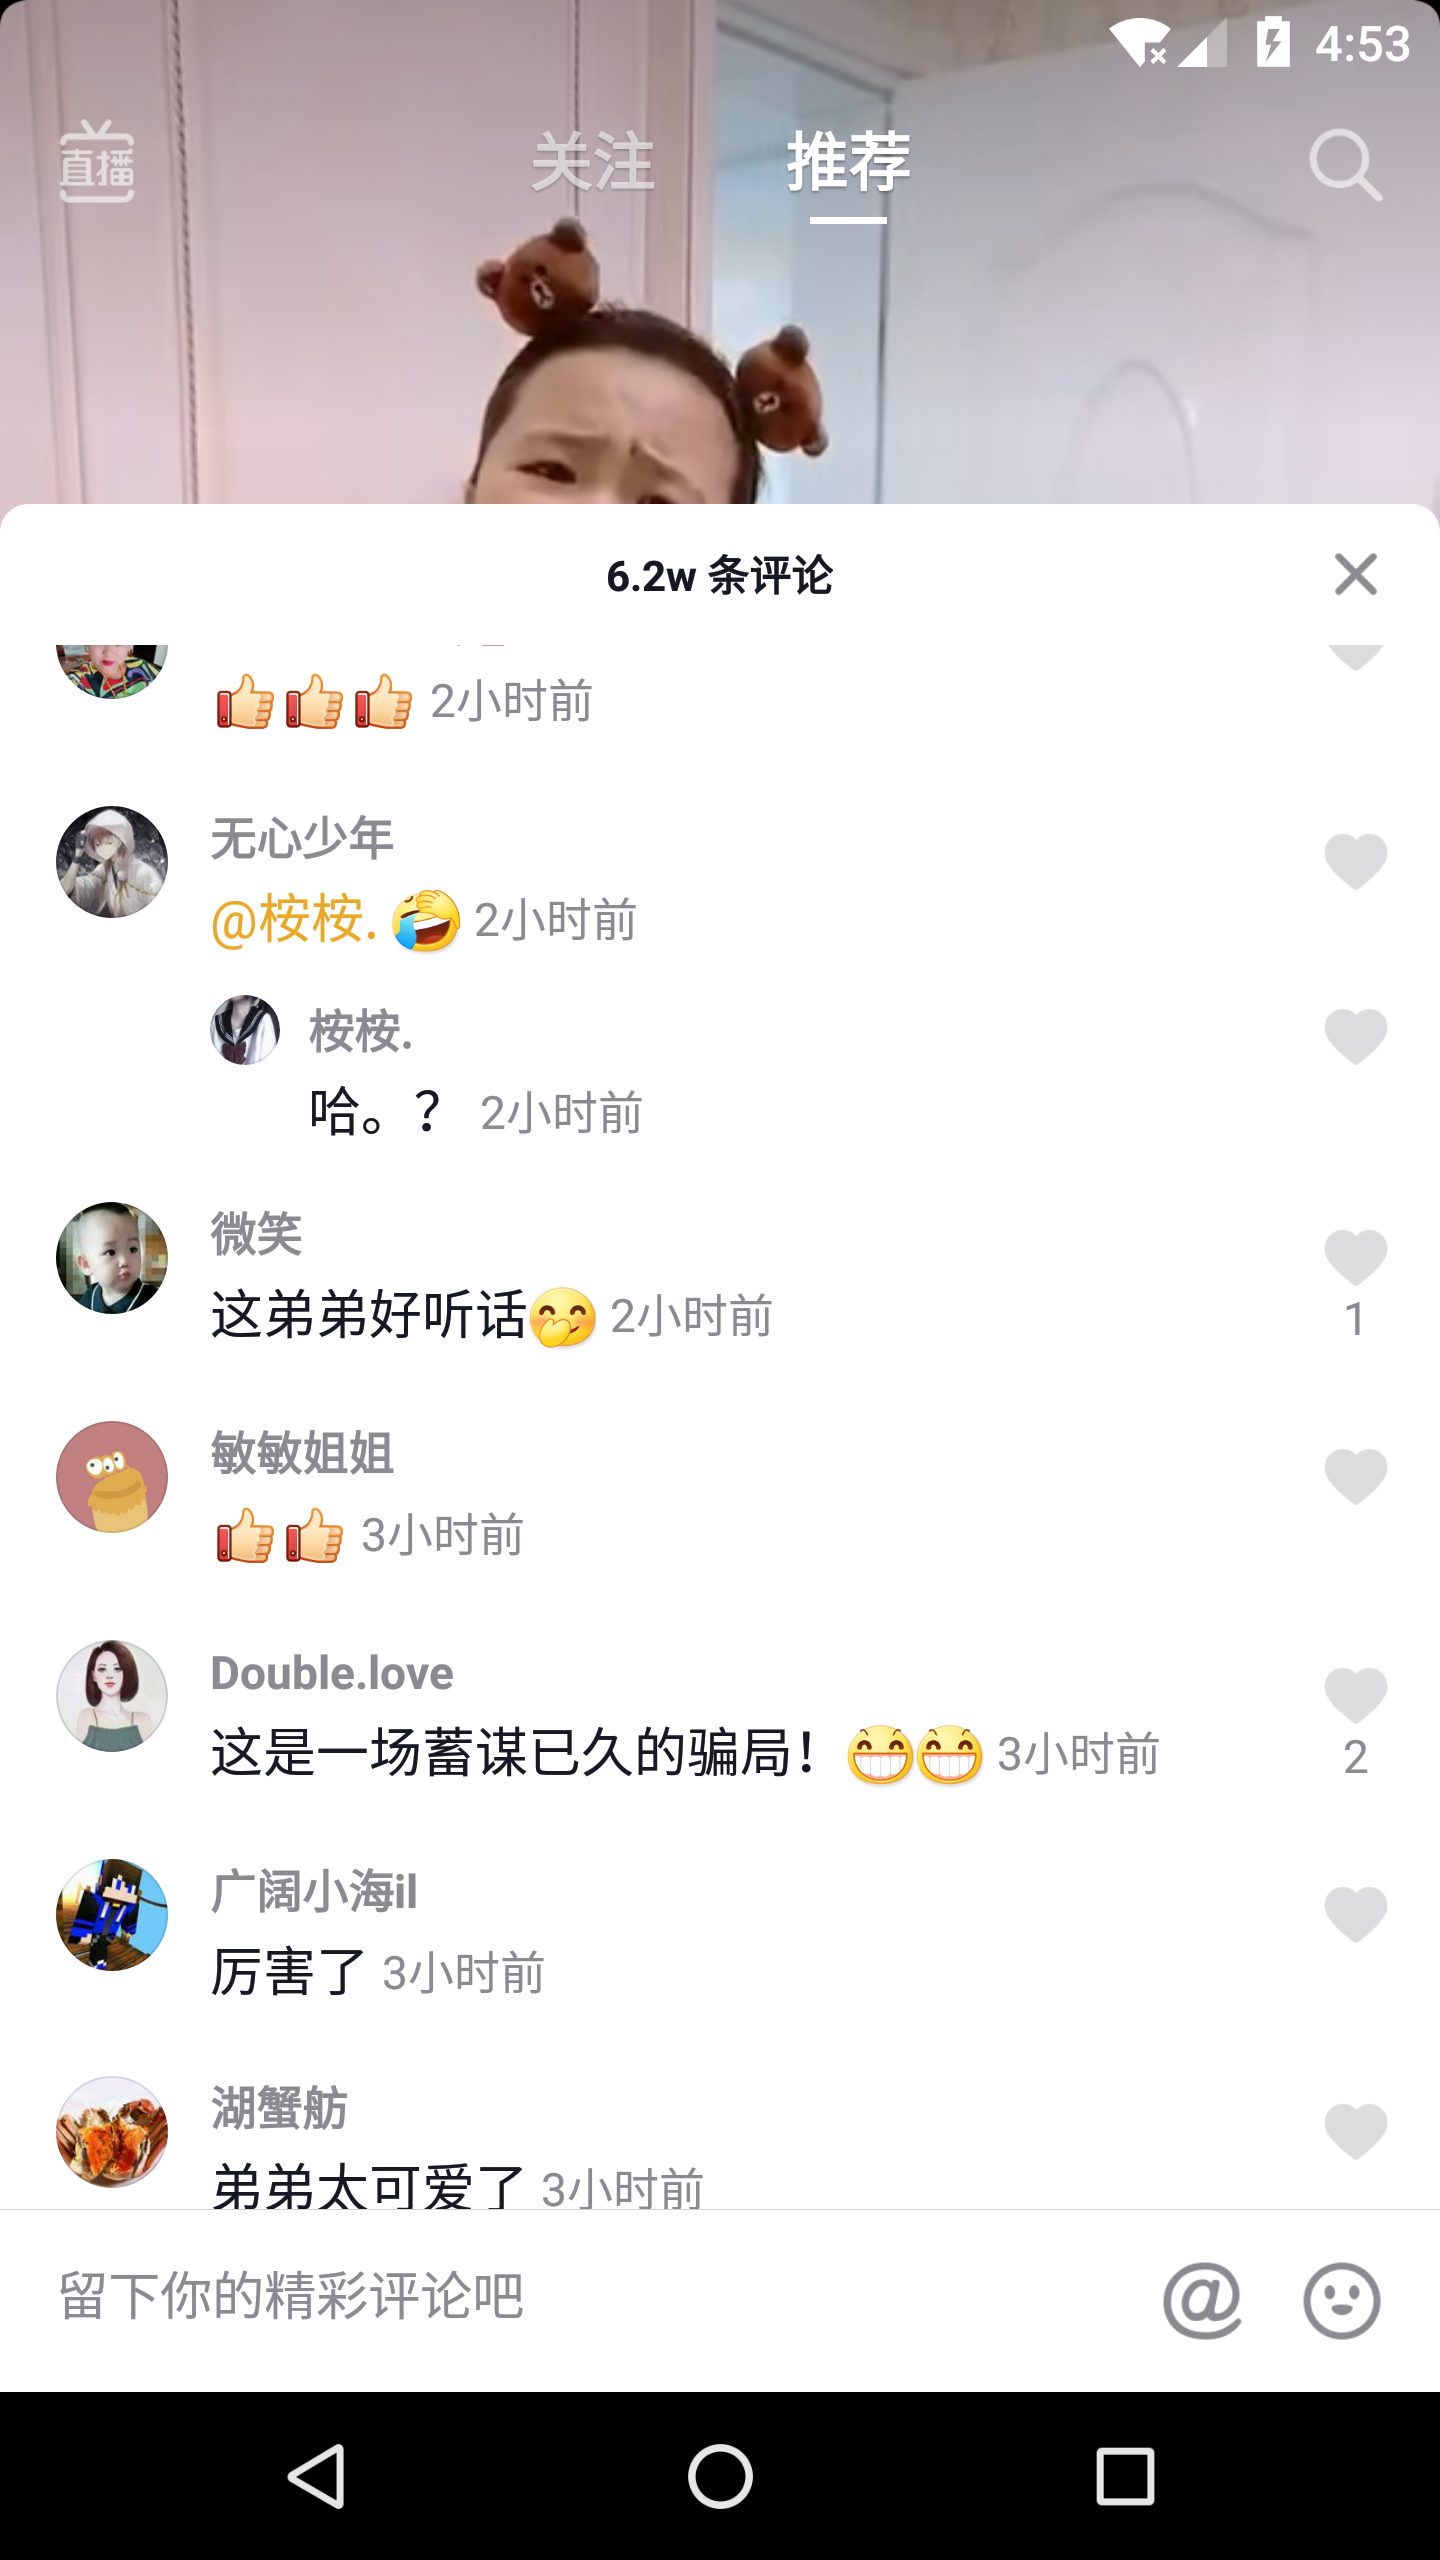 4:53
直播
关注 推荐
6.2w 条评论
2小时前
无心少年
@桉桉. 2小时前
桉桉.
哈。？ 2小时前
微笑
这弟弟好听话 2小时前
1
敏敏姐姐
3小时前
Double.love
这是一场蓄谋已久的骗局！ 3小时前
2
广阔小海il
厉害了 3小时前
湖蟹舫
弟弟太可爱了 3小时前
留下你的精彩评论吧
@